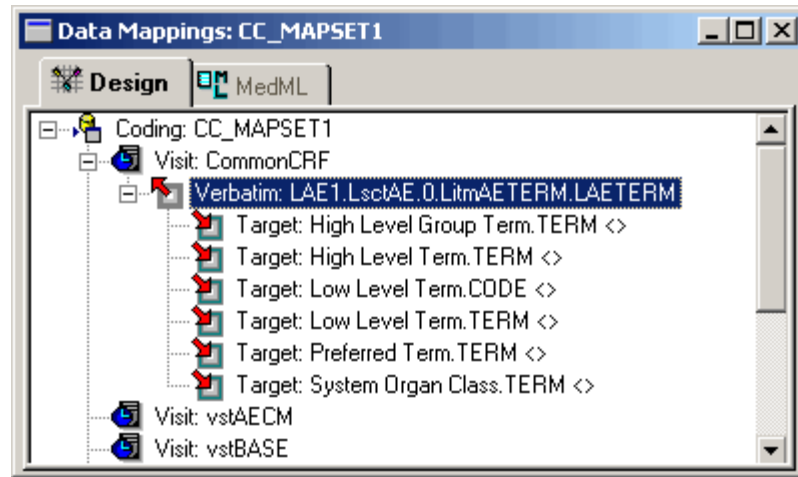 Data Mappings: CC_MAPSET1
Design MedML
Coding: CC_MAPSET1
Visit: CommonCRF
Verbatim: LAE1.LsctAE.0.LitmAETERM.LAETERM
Target: High Level Group Term.TERM <>
Target: High Level Term.TERM <>
Target: Low Level Term.CODE <>
Target: Low Level Term.TERM <>
Target: Preferred Term.TERM <>
Target: System Organ Class.TERM <>
Visit: vstAECM
Visit: vstBASE